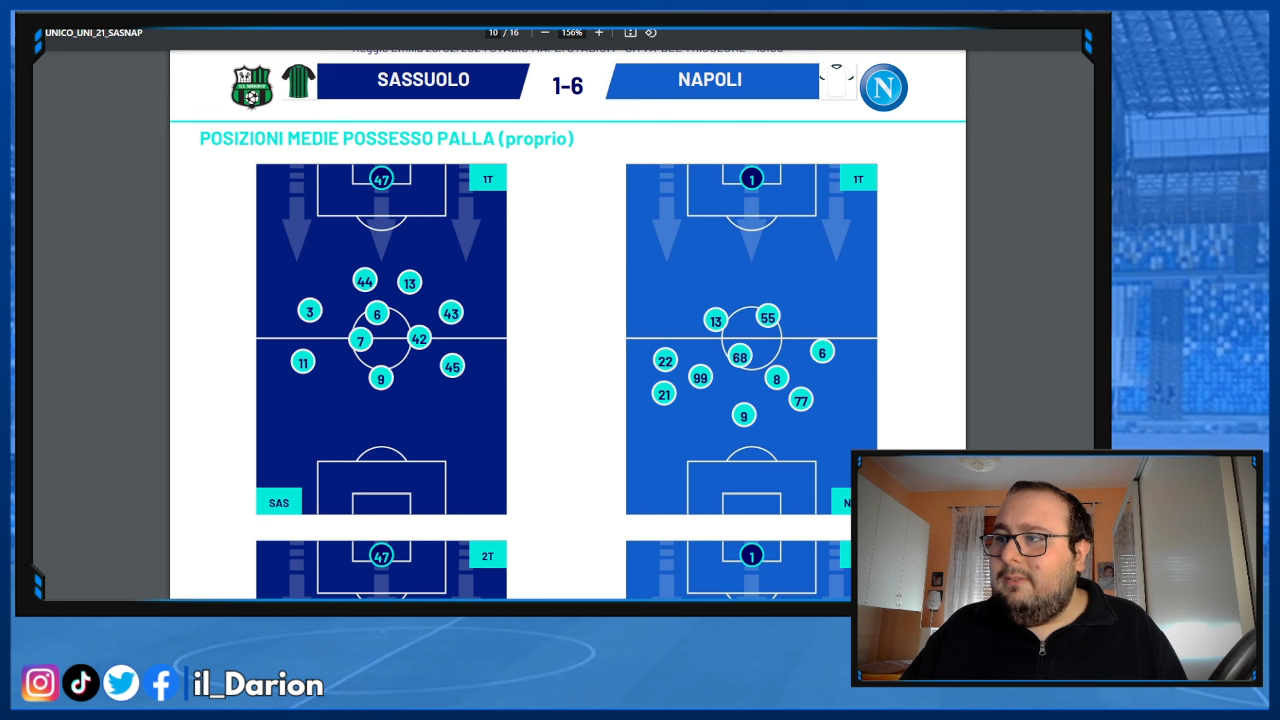 UNICO_UNI_21_SASNAP
10 / 16
156%
SASSUOLO
1-6
NAPOLI
N
POSIZIONI MEDIE POSSESSO PALLA (proprio)
47
1T
44
13
3
6
43
7
42
11
45
9
SAS
1
1T
13
55
68
6
22
99
8
21
77
9
N
47
2T
1
il_Darion